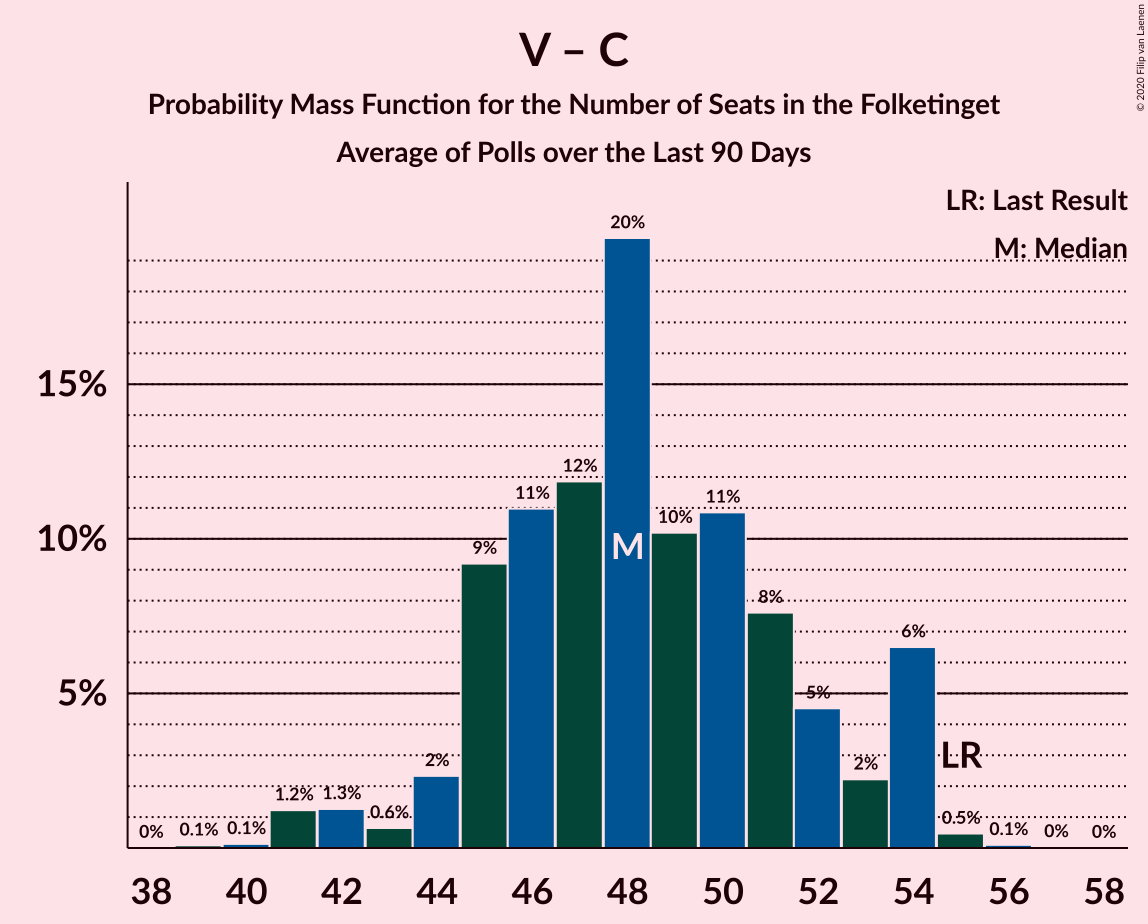 V – C
Probability Mass Function for the Number of Seats in the Folketinget
Average of Polls over the Last 90 Days
© 2020 Filip van Laenen
LR: Last Result
M: Median
15%
10%
5%
0%
0.1%
0.1%
1.2%
1.3%
0.6%
2%
9%
11%
12%
20%
10%
11%
8%
5%
2%
6%
0.5%
0.1%
0%
0%
M
LR
38 40 42 44 46 48 50 52 54 56 58